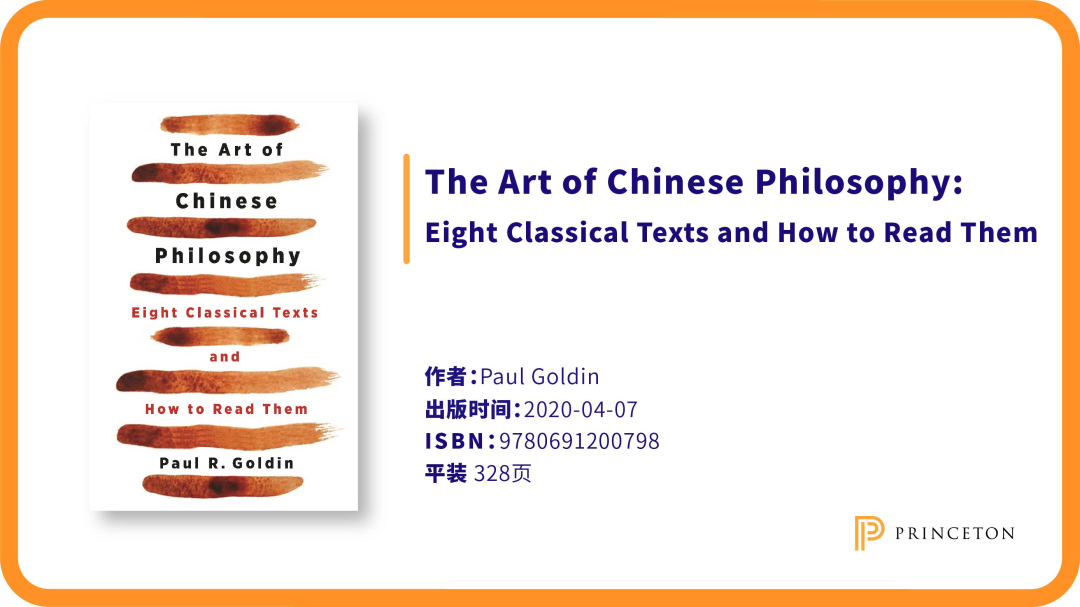 The Art of
Chinese
Philosophy
Eight Classical Texts
and
How to Read Them
Paul R. Goldin
The Art of Chinese Philosophy:
Eight Classical Texts and How to Read Them
作者：Paul Goldin
出版时间：2020-04-07
ISBN：9780691200798
平装 328页
PRINCETON